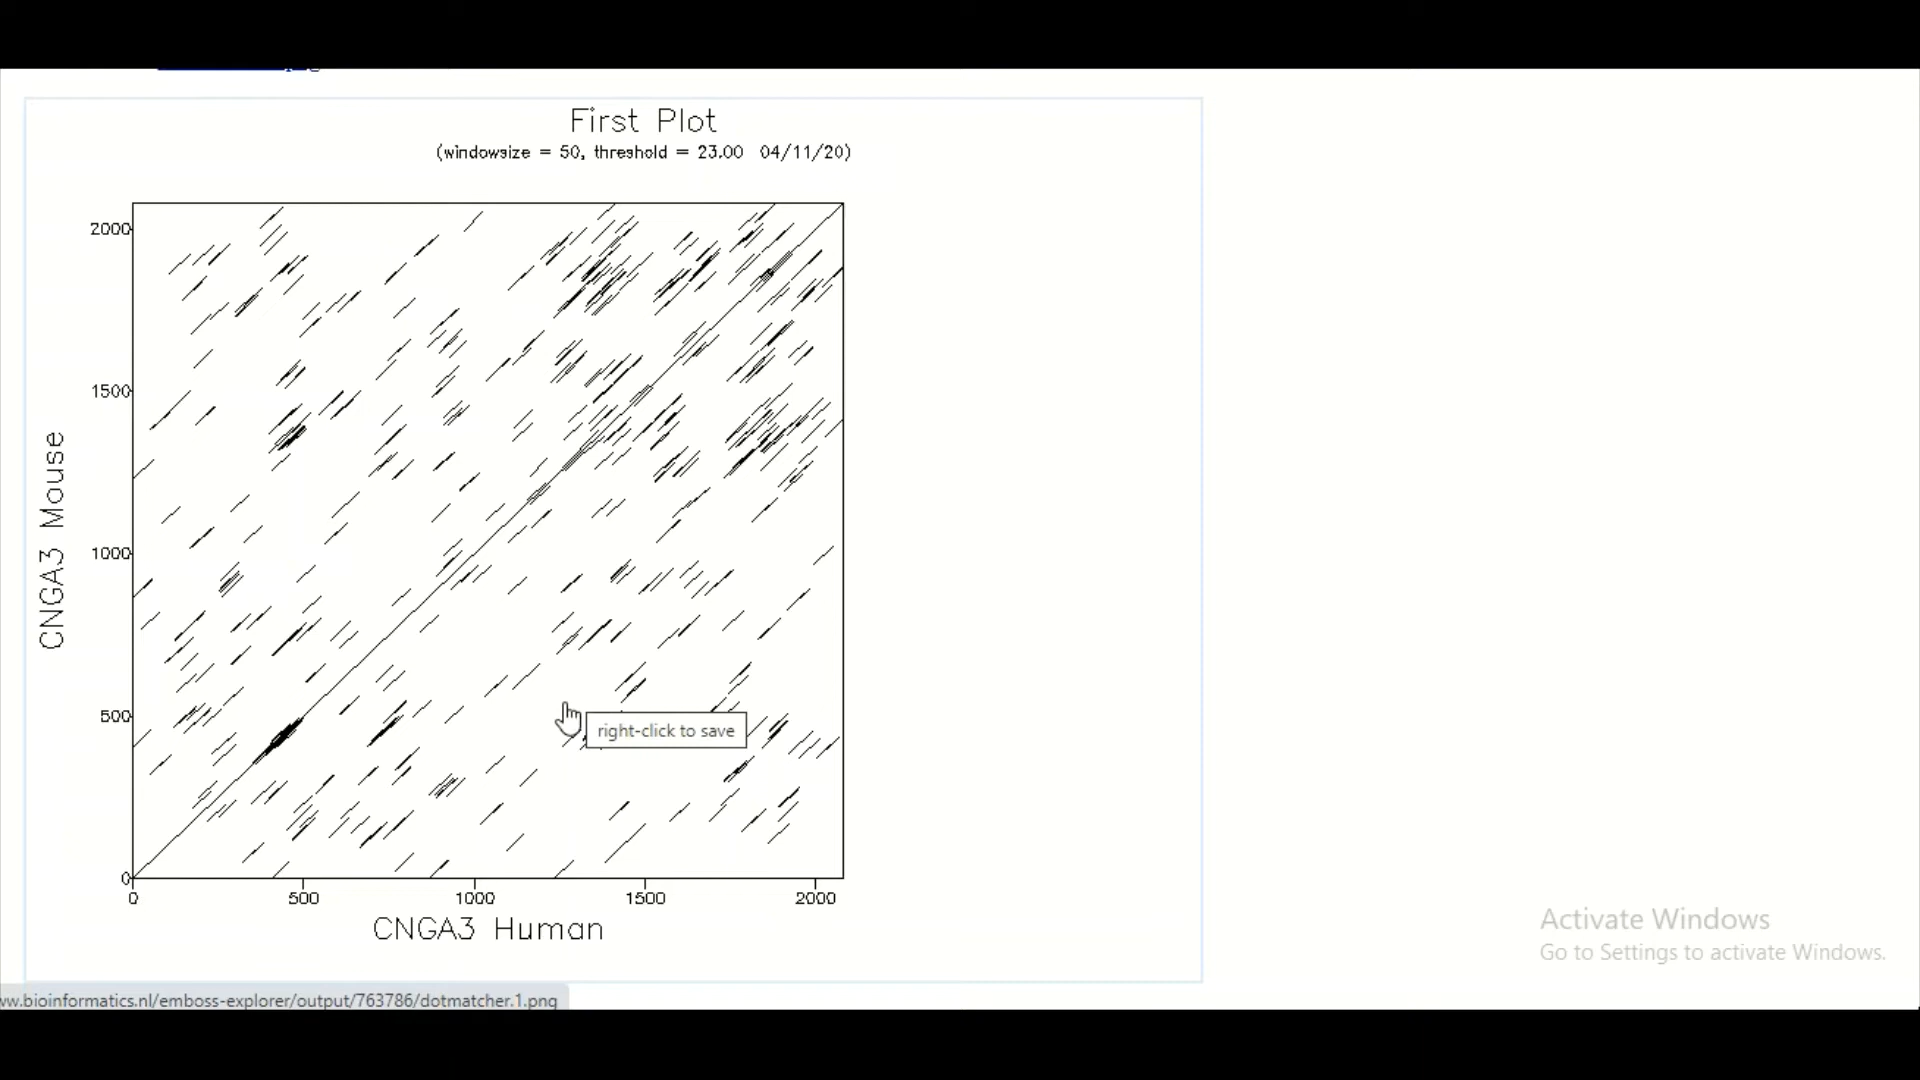 First Plot
(windowsize = 50, threshold = 23.00 04/11/20)
2000
1500
1000
500
0
CNGA3 Mouse
0 500 1000 1500 2000
CNGA3 Human
right-click to save
Activate Windows
Go to Settings to activate Windows.
ww.bioinformatics.nl/emboss-explorer/output/763786/dotmatcher.1.png